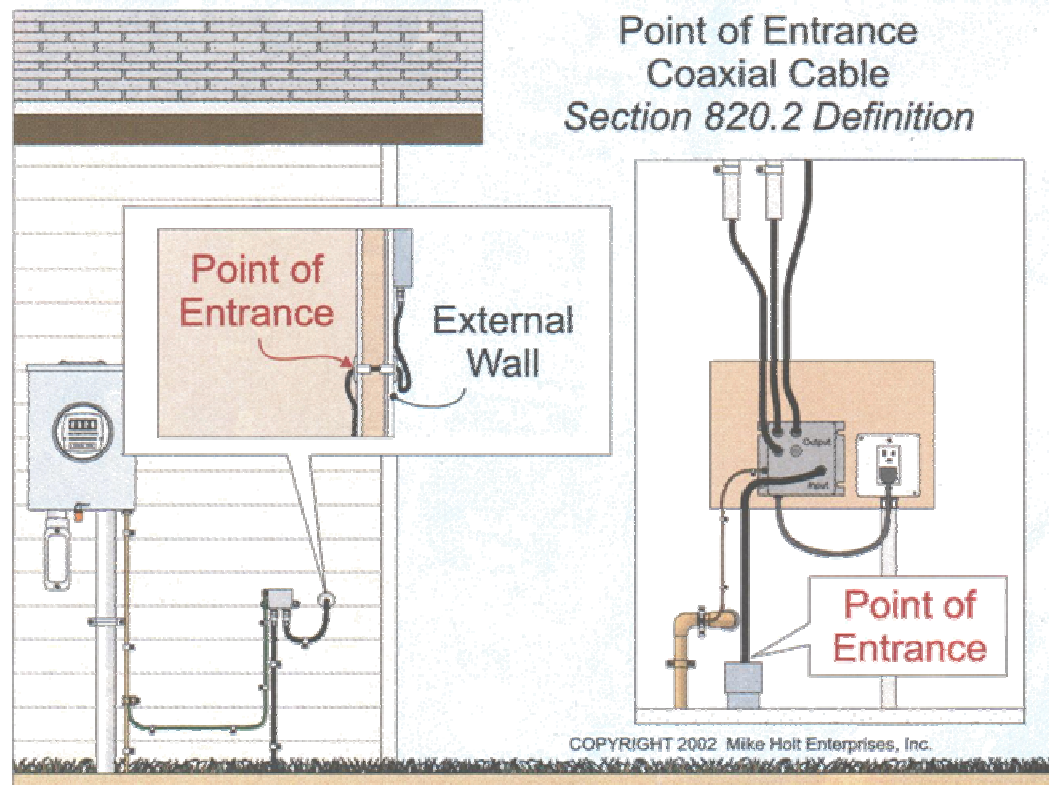 Point of Entrance
Coaxial Cable
Section 820.2 Definition
Point of
Entrance
External
Wall
Output
Input
Point of
Entrance
COPYRIGHT 2002 Mike Holt Enterprises, Inc.